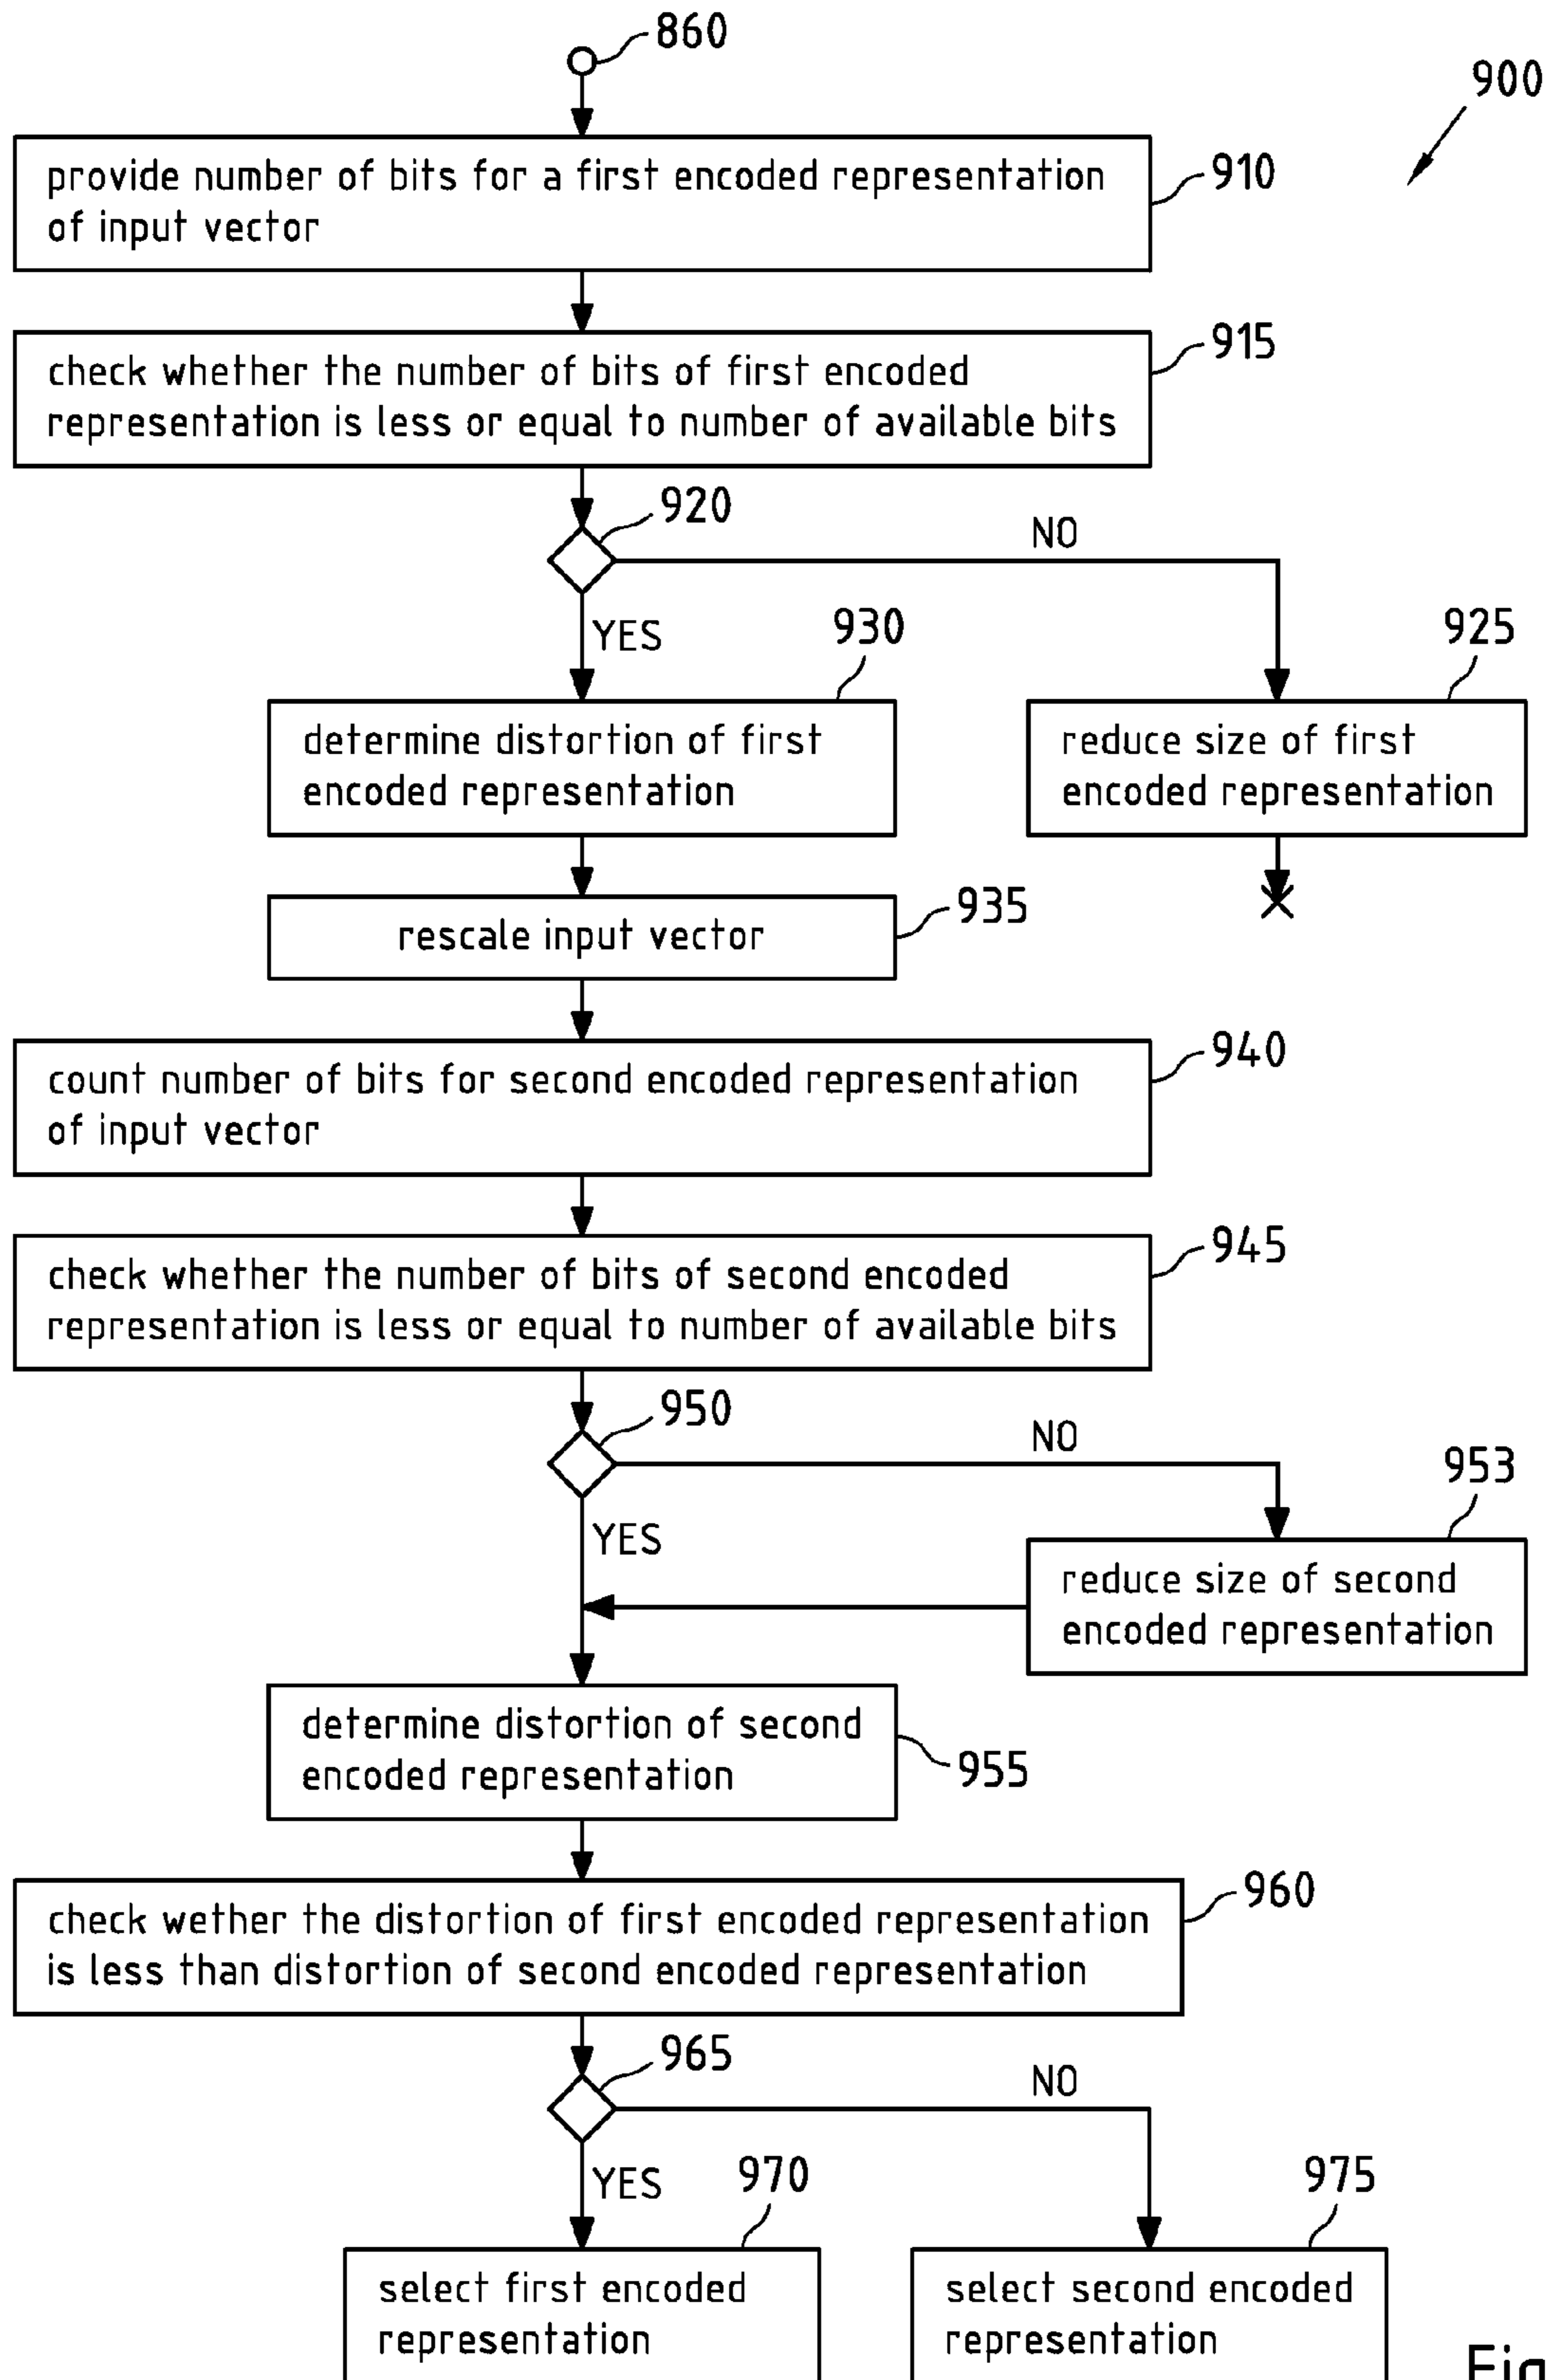 860
900
provide number of bits for a first encoded representation
of input vector
910
check whether the number of bits of first encoded
representation is less or equal to number of available bits
915
920
NO
YES
930
925
determine distortion of first
encoded representation
reduce size of first
encoded representation
rescale input vector
935
count number of bits for second encoded representation
of input vector
940
check whether the number of bits of second encoded
representation is less or equal to number of available bits
945
950
NO
YES
953
reduce size of second
encoded representation
determine distortion of second
encoded representation
955
check wether the distortion of first encoded representation
is less than distortion of second encoded representation
960
965
NO
YES
970
975
select first encoded
representation
select second encoded
representation